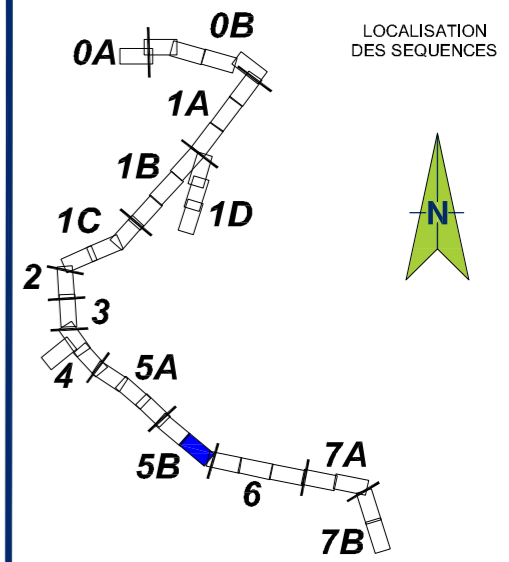 LOCALISATION
DES SEQUENCES
0A
0B
1A
1B
1D
1C
2
3
4
5A
5B
6
7A
7B
N